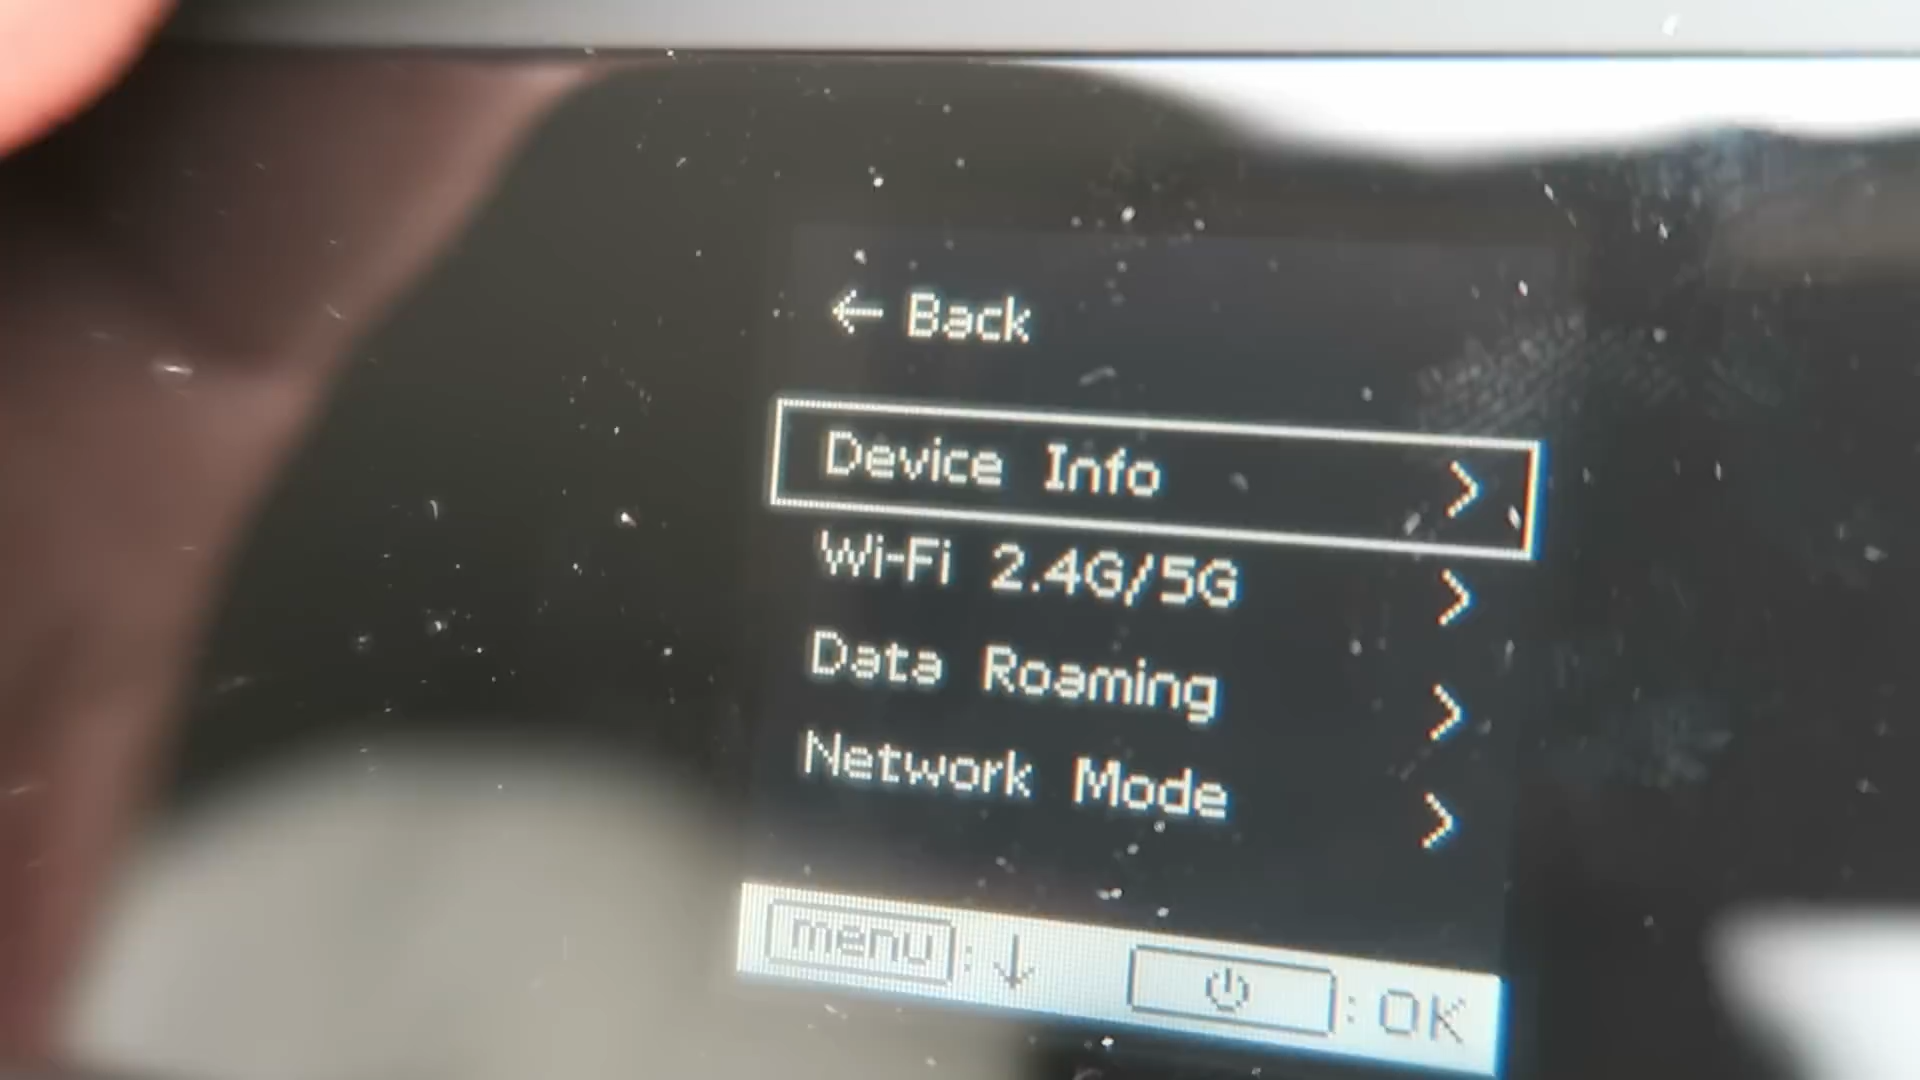 ← Back
Device Info >
Wi-Fi 2.4G/5G >
Data Roaming >
Network Mode >
menu : ↓ ⏻ : OK